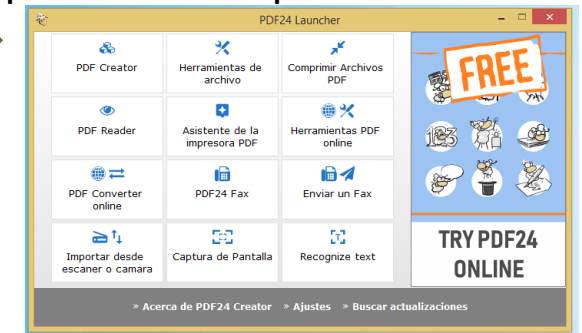 PDF24 Launcher
PDF Creator
Herramientas de
archivo
Comprimir Archivos
PDF
PDF Reader
Asistente de la
impresora PDF
Herramientas PDF
online
PDF Converter
online
PDF24 Fax
Enviar un Fax
Importar desde
escaner o camara
Captura de Pantalla
Recognize text
FREE
123
TRY PDF24
ONLINE
» Acerca de PDF24 Creator » Ajustes » Buscar actualizaciones